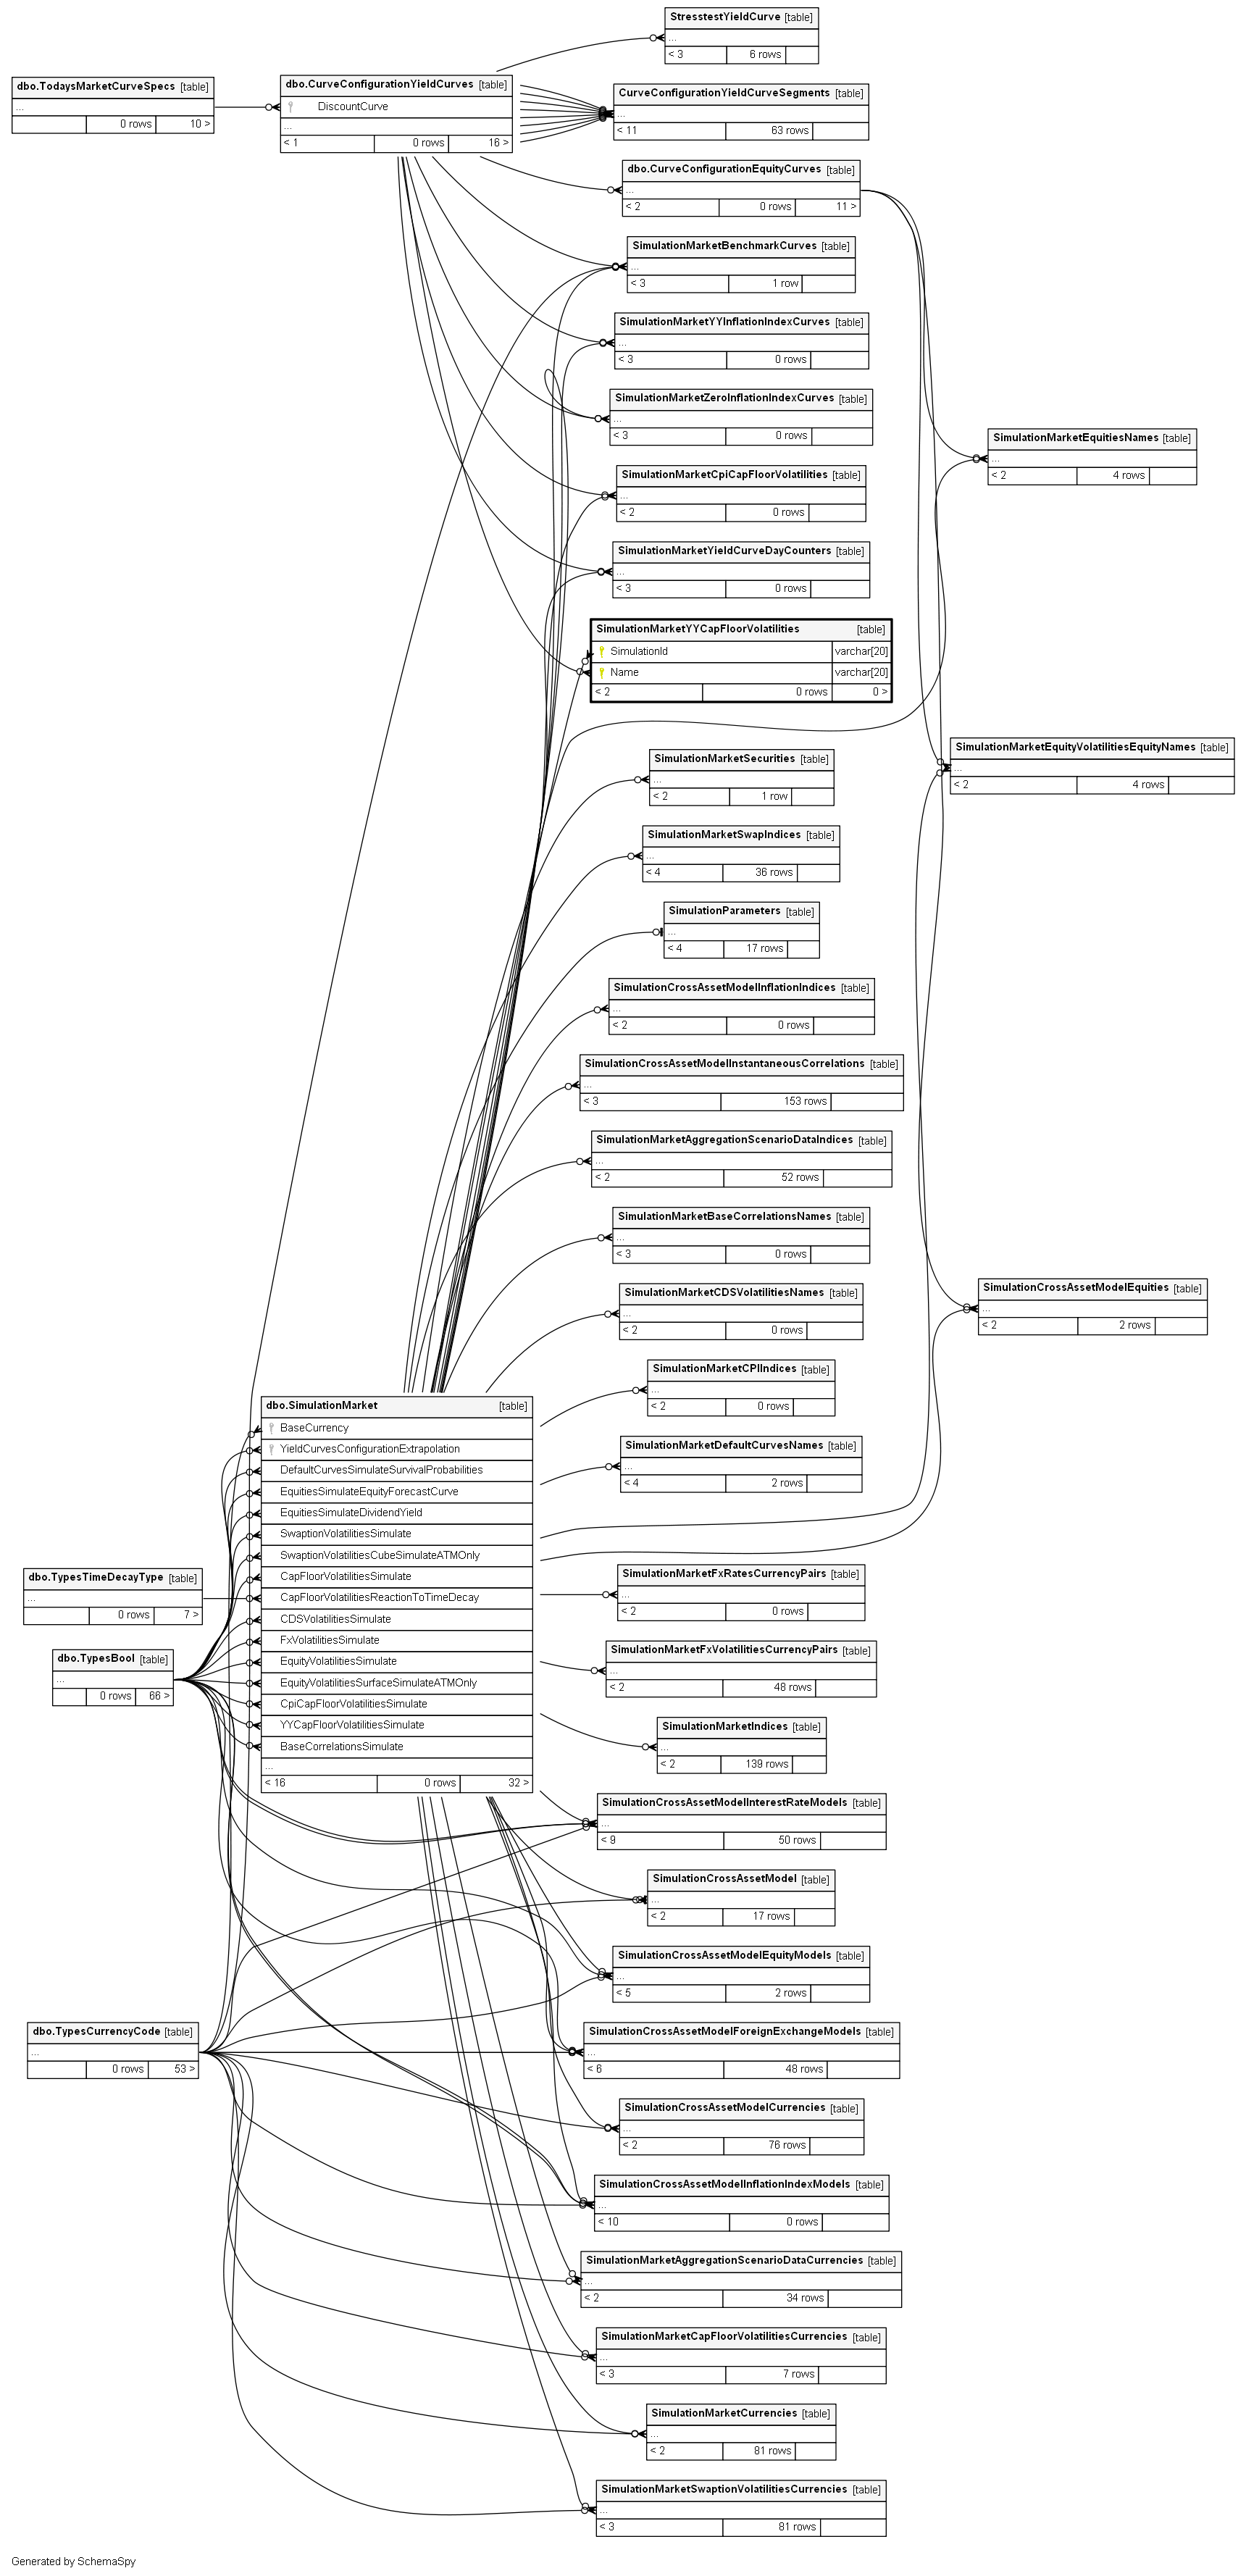 StresstestYieldCurve [table]
...
< 3 6 rows
dbo.TodaysMarketCurveSpecs [table]
...
0 rows 10 >
dbo.CurveConfigurationYieldCurves [table]
DiscountCurve
...
< 1 0 rows 16 >
CurveConfigurationYieldCurveSegments [table]
...
< 11 63 rows
dbo.CurveConfigurationEquityCurves [table]
...
< 2 0 rows 11 >
SimulationMarketBenchmarkCurves [table]
...
< 3 1 row
SimulationMarketYYInflationIndexCurves [table]
...
< 3 0 rows
SimulationMarketZeroInflationIndexCurves [table]
...
< 3 0 rows
SimulationMarketEquitiesNames [table]
...
< 2 4 rows
SimulationMarketCpiCapFloorVolatilities [table]
...
< 2 0 rows
SimulationMarketYieldCurveDayCounters [table]
...
< 3 0 rows
SimulationMarketYYCapFloorVolatilities [table]
SimulationId varchar[20]
Name varchar[20]
< 2 0 rows 0 >
SimulationMarketEquityVolatilitiesEquityNames [table]
...
< 2 4 rows
SimulationMarketSecurities [table]
...
< 2 1 row
SimulationMarketSwapIndices [table]
...
< 4 36 rows
SimulationParameters [table]
...
< 4 17 rows
SimulationCrossAssetModelInflationIndices [table]
...
< 2 0 rows
SimulationCrossAssetModelInstantaneousCorrelations [table]
...
< 3 153 rows
SimulationMarketAggregationScenarioDataIndices [table]
...
< 2 52 rows
SimulationMarketBaseCorrelationsNames [table]
...
< 3 0 rows
SimulationMarketCDSVolatilitiesNames [table]
...
< 2 0 rows
SimulationCrossAssetModelEquities [table]
...
< 2 2 rows
SimulationMarketCPIIndices [table]
...
< 2 0 rows
dbo.SimulationMarket [table]
BaseCurrency
YieldCurvesConfigurationExtrapolation
DefaultCurvesSimulateSurvivalProbabilities
EquitiesSimulateEquityForecastCurve
EquitiesSimulateDividendYield
SwaptionVolatilitiesSimulate
SwaptionVolatilitiesCubeSimulateATMOnly
CapFloorVolatilitiesSimulate
CapFloorVolatilitiesReactionToTimeDecay
CDSVolatilitiesSimulate
FxVolatilitiesSimulate
EquityVolatilitiesSimulate
EquityVolatilitiesSurfaceSimulateATMOnly
CpiCapFloorVolatilitiesSimulate
YYCapFloorVolatilitiesSimulate
BaseCorrelationsSimulate
...
< 16 0 rows 32 >
SimulationMarketDefaultCurvesNames [table]
...
< 4 2 rows
dbo.TypesTimeDecayType [table]
...
0 rows 7 >
SimulationMarketFxRatesCurrencyPairs [table]
...
< 2 0 rows
dbo.TypesBool [table]
...
0 rows 66 >
SimulationMarketFxVolatilitiesCurrencyPairs [table]
...
< 2 48 rows
SimulationMarketIndices [table]
...
< 2 139 rows
SimulationCrossAssetModelInterestRateModels [table]
...
< 9 50 rows
SimulationCrossAssetModel [table]
...
< 2 17 rows
SimulationCrossAssetModelEquityModels [table]
...
< 5 2 rows
dbo.TypesCurrencyCode [table]
...
0 rows 53 >
SimulationCrossAssetModelForeignExchangeModels [table]
...
< 6 48 rows
SimulationCrossAssetModelCurrencies [table]
...
< 2 76 rows
SimulationCrossAssetModelInflationIndexModels [table]
...
< 10 0 rows
SimulationMarketAggregationScenarioDataCurrencies [table]
...
< 2 34 rows
SimulationMarketCapFloorVolatilitiesCurrencies [table]
...
< 3 7 rows
SimulationMarketCurrencies [table]
...
< 2 81 rows
SimulationMarketSwaptionVolatilitiesCurrencies [table]
...
< 3 81 rows
Generated by SchemaSpy